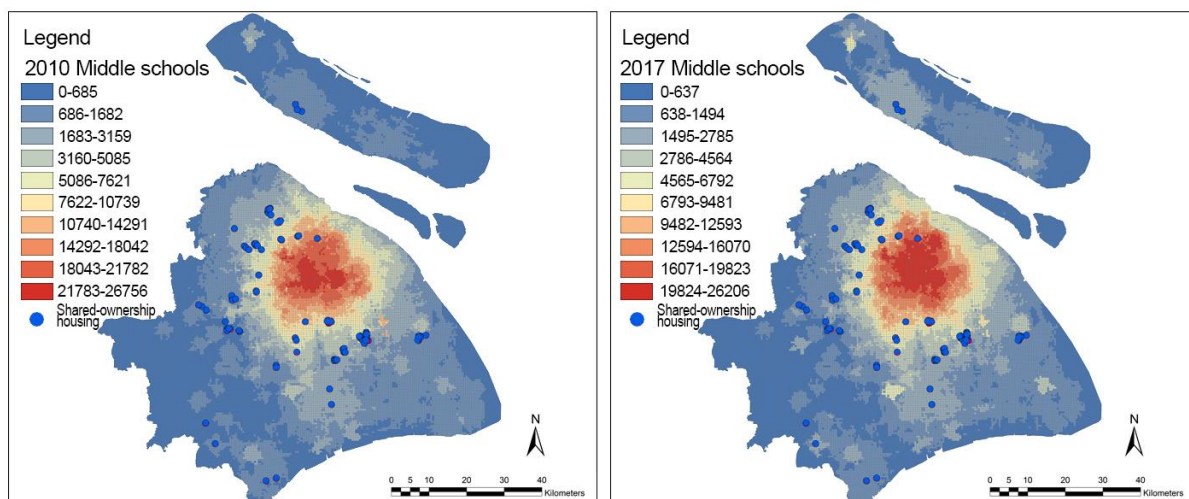 Legend
2010 Middle schools
0-685
686-1682
1683-3159
3160-5085
5086-7621
7622-10739
10740-14291
14292-18042
18043-21782
21783-26756
Shared-ownership
housing
N
0 5 10 20 30 40
Kilometers
Legend
2017 Middle schools
0-637
638-1494
1495-2785
2786-4564
4565-6792
6793-9481
9482-12593
12594-16070
16071-19823
19824-26206
Shared-ownership
housing
N
0 5 10 20 30 40
Kilometers